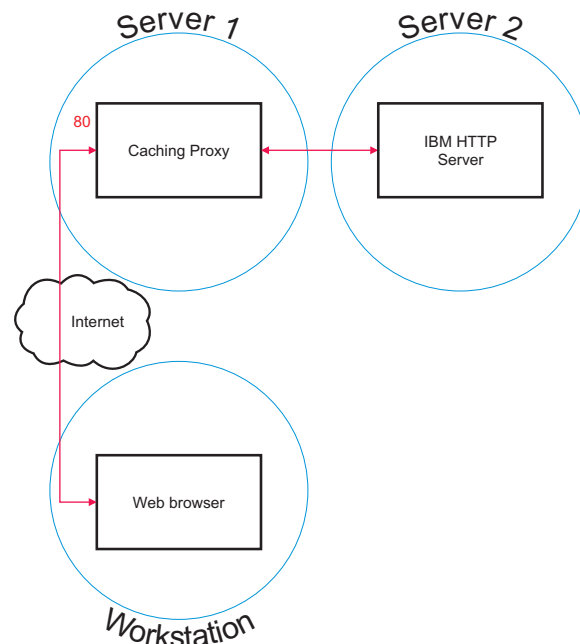 Server 1
Server 2
80
Caching Proxy
IBM HTTP
Server
Internet
Web browser
Workstation